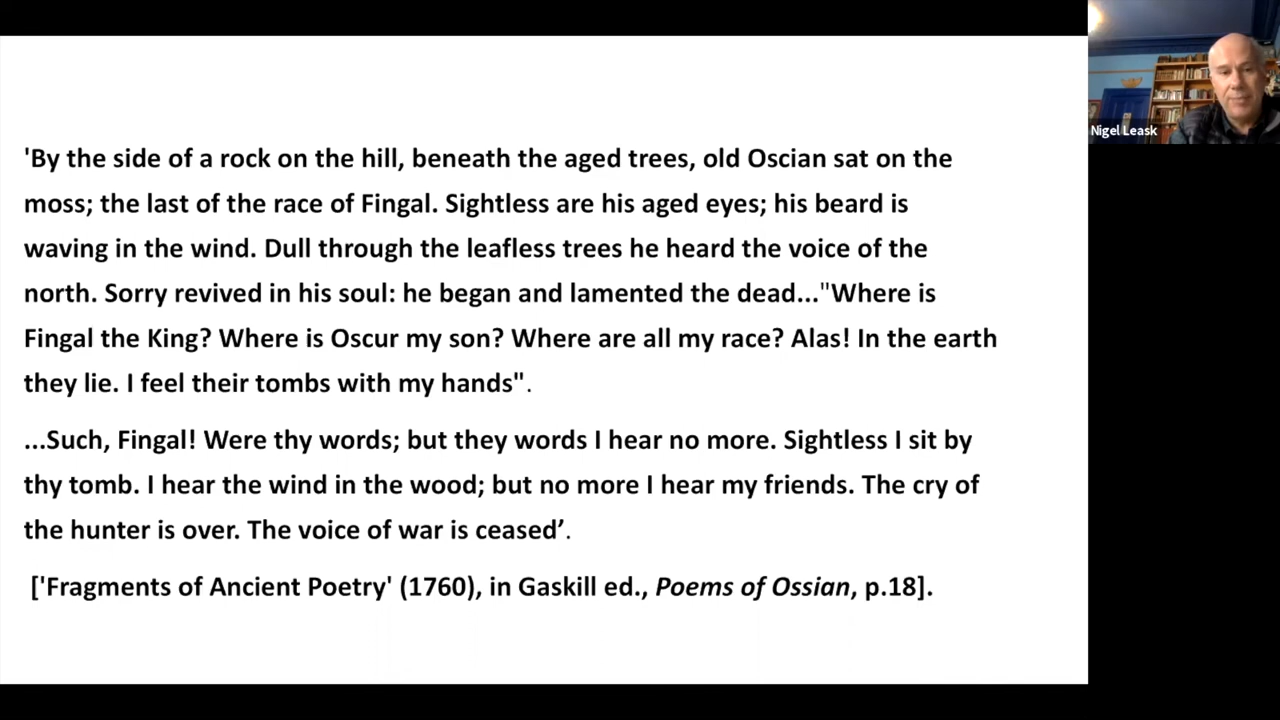 'By the side of a rock on the hill, beneath the aged trees, old Oscian sat on the
moss; the last of the race of Fingal. Sightless are his aged eyes; his beard is
waving in the wind. Dull through the leafless trees he heard the voice of the
north. Sorry revived in his soul: he began and lamented the dead..."Where is
Fingal the King? Where is Oscur my son? Where are all my race? Alas! In the earth
they lie. I feel their tombs with my hands".
...Such, Fingal! Were thy words; but they words I hear no more. Sightless I sit by
thy tomb. I hear the wind in the wood; but no more I hear my friends. The cry of
the hunter is over. The voice of war is ceased’.
['Fragments of Ancient Poetry' (1760), in Gaskill ed., Poems of Ossian, p.18].
Nigel Leask